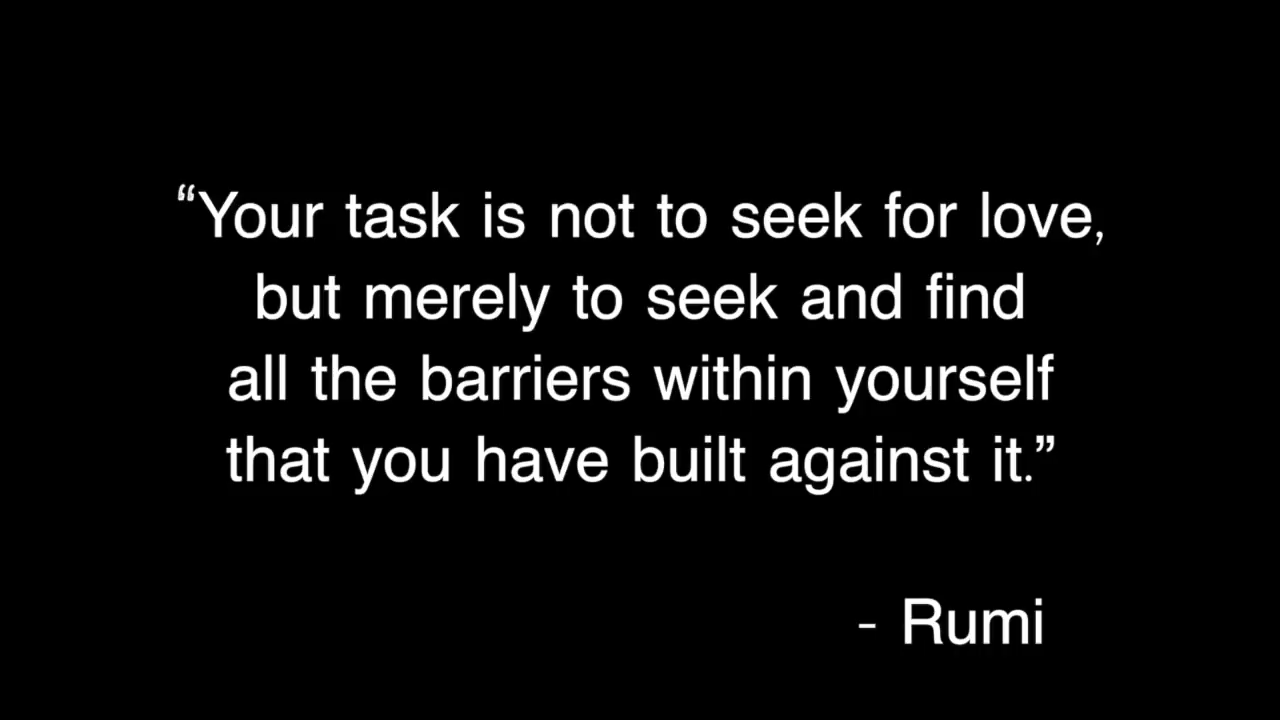 “Your task is not to seek for love,
but merely to seek and find
all the barriers within yourself
that you have built against it.”
- Rumi